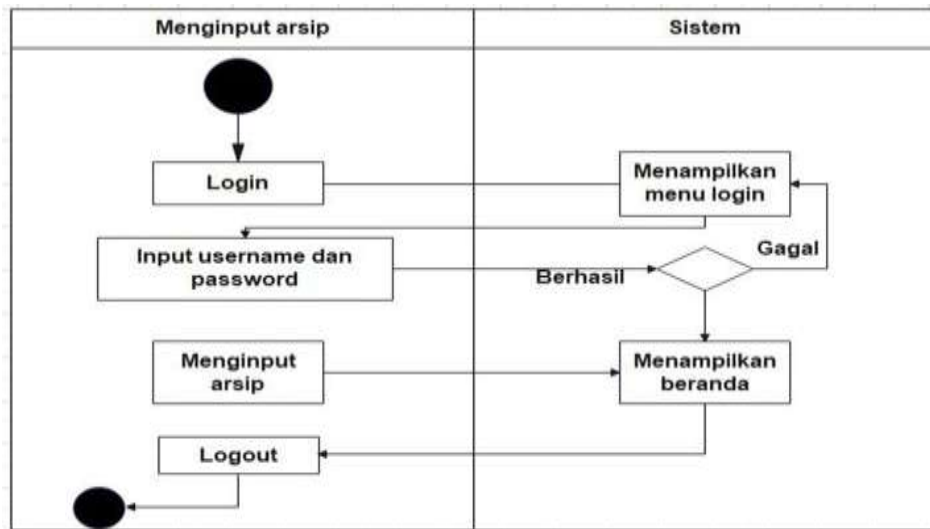 Menginput arsip
Sistem
Login
Menampilkan
menu login
Input username dan
password
Berhasil
Gagal
Menginput
arsip
Menampilkan
beranda
Logout